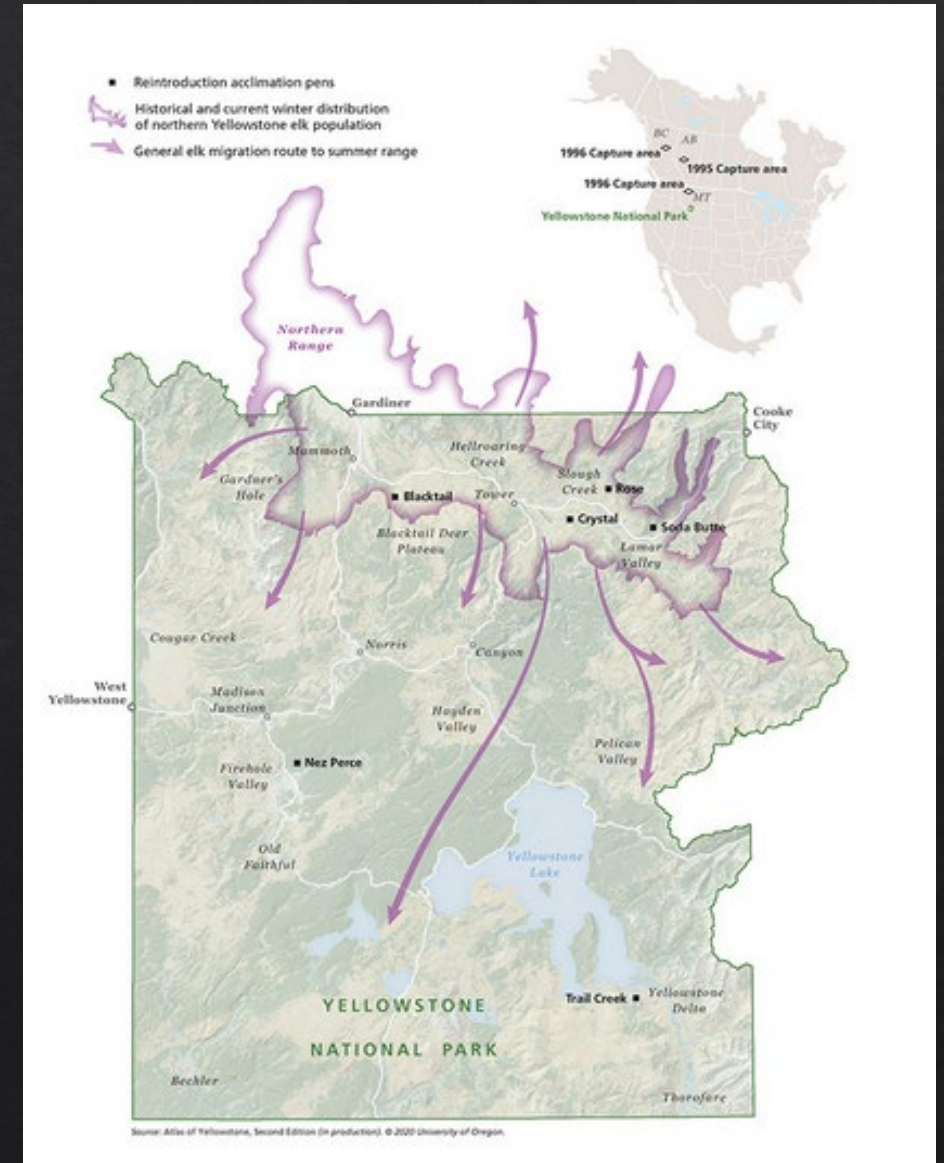 Reintroduction acclimation pens
Historical and current winter distribution
of northern Yellowstone elk population
General elk migration route to summer range
BC
AB
1996 Capture area
1995 Capture area
1996 Capture area
MT
Yellowstone National Park
Northern
Range
Gardiner
Cooke
City
Mammoth
Hellroaring
Creek
Gardner's
Hole
Slough
Creek
Rose
Blacktail
Tower
Crystal
Soda Butte
Blacktail Deer
Plateau
Lamar
Valley
Cougar Creek
Norris
Canyon
West
Yellowstone
Madison
Junction
Hayden
Valley
Pelican
Valley
Nez Perce
Firehole
Valley
Old
Faithful
Yellowstone
Lake
Trail Creek
Yellowstone
Delta
YELLOWSTONE
NATIONAL PARK
Bechler
Thorofare
Source: Atlas of Yellowstone, Second Edition (in production). © 2020 University of Oregon.